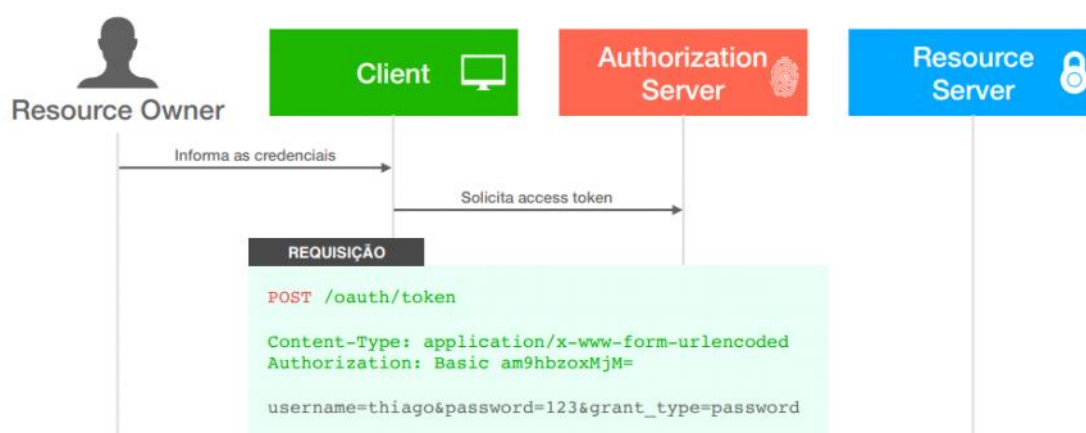 Resource Owner
Client
Authorization
Server
Resource
Server
Informa as credenciais
Solicita access token
REQUISIÇÃO
POST /oauth/token
Content-Type: application/x-www-form-urlencoded
Authorization: Basic am9hbzoxMjM=
username=thiago&password=123&grant_type=password